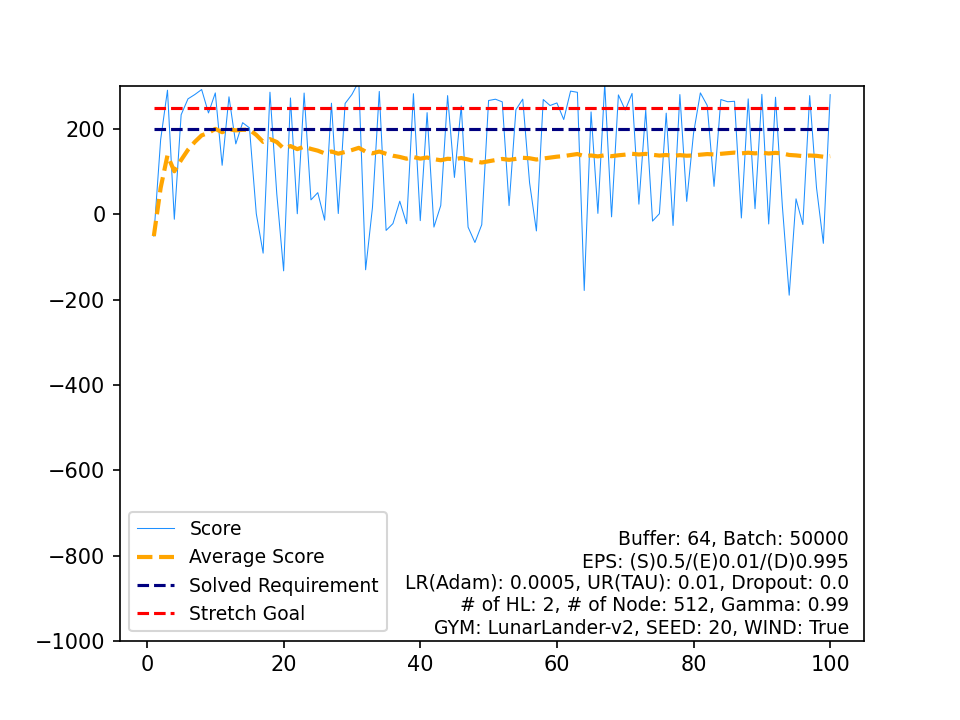 200
0
−200
−400
−600
−800
−1000
0
20
40
60
80
100
Score
Average Score
Solved Requirement
Stretch Goal
Buffer: 64, Batch: 50000
EPS: (S)0.5/(E)0.01/(D)0.995
LR(Adam): 0.0005, UR(TAU): 0.01, Dropout: 0.0
# of HL: 2, # of Node: 512, Gamma: 0.99
GYM: LunarLander-v2, SEED: 20, WIND: True